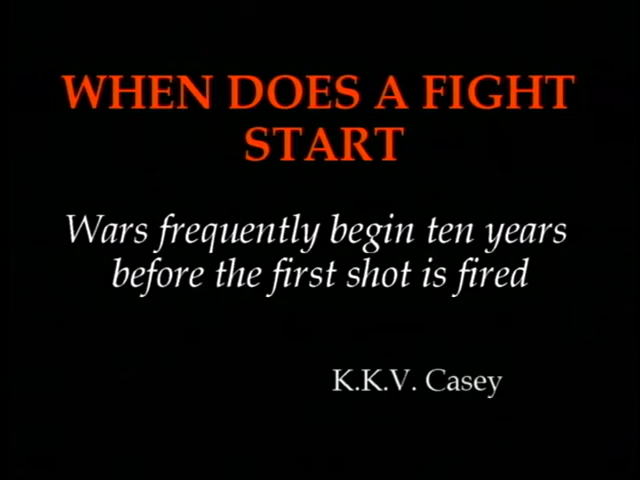 WHEN DOES A FIGHT
START
Wars frequently begin ten years
before the first shot is fired
K.K.V. Casey